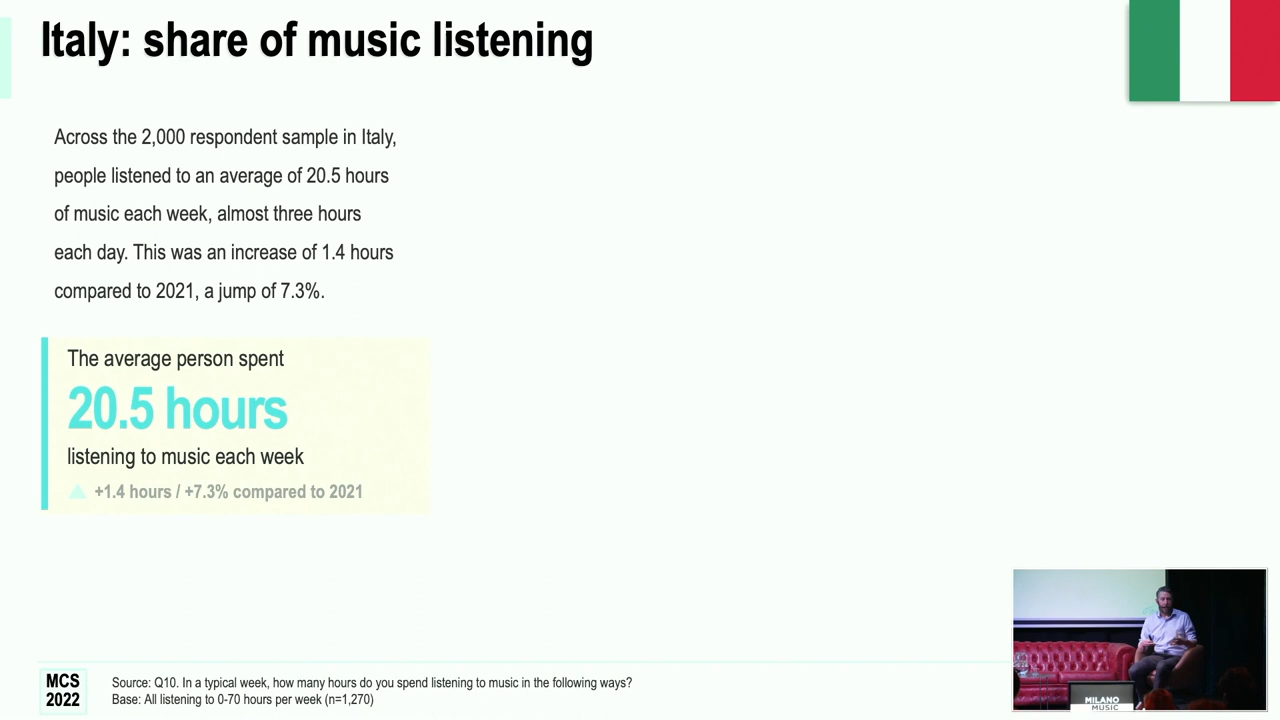 Italy: share of music listening
Across the 2,000 respondent sample in Italy,
people listened to an average of 20.5 hours
of music each week, almost three hours
each day. This was an increase of 1.4 hours
compared to 2021, a jump of 7.3%.
The average person spent
20.5 hours
listening to music each week
+1.4 hours / +7.3% compared to 2021
MCS
2022
Source: Q10. In a typical week, how many hours do you spend listening to music in the following ways?
Base: All listening to 0-70 hours per week (n=1,270)
MILANO
MUSIC